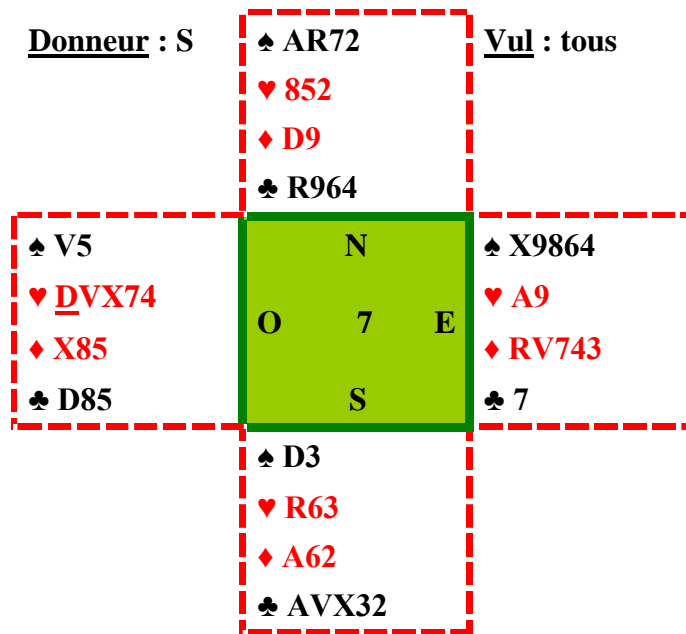 Donneur : S
♠ AR72
Vul : tous
♥ 852
♦ D9
♣ R964
♠ V5
♥ DVX74
♦ X85
♣ D85
N
O 7 E
S
♠ X9864
♥ A9
♦ RV743
♣ 7
♠ D3
♥ R63
♦ A62
♣ AVX32